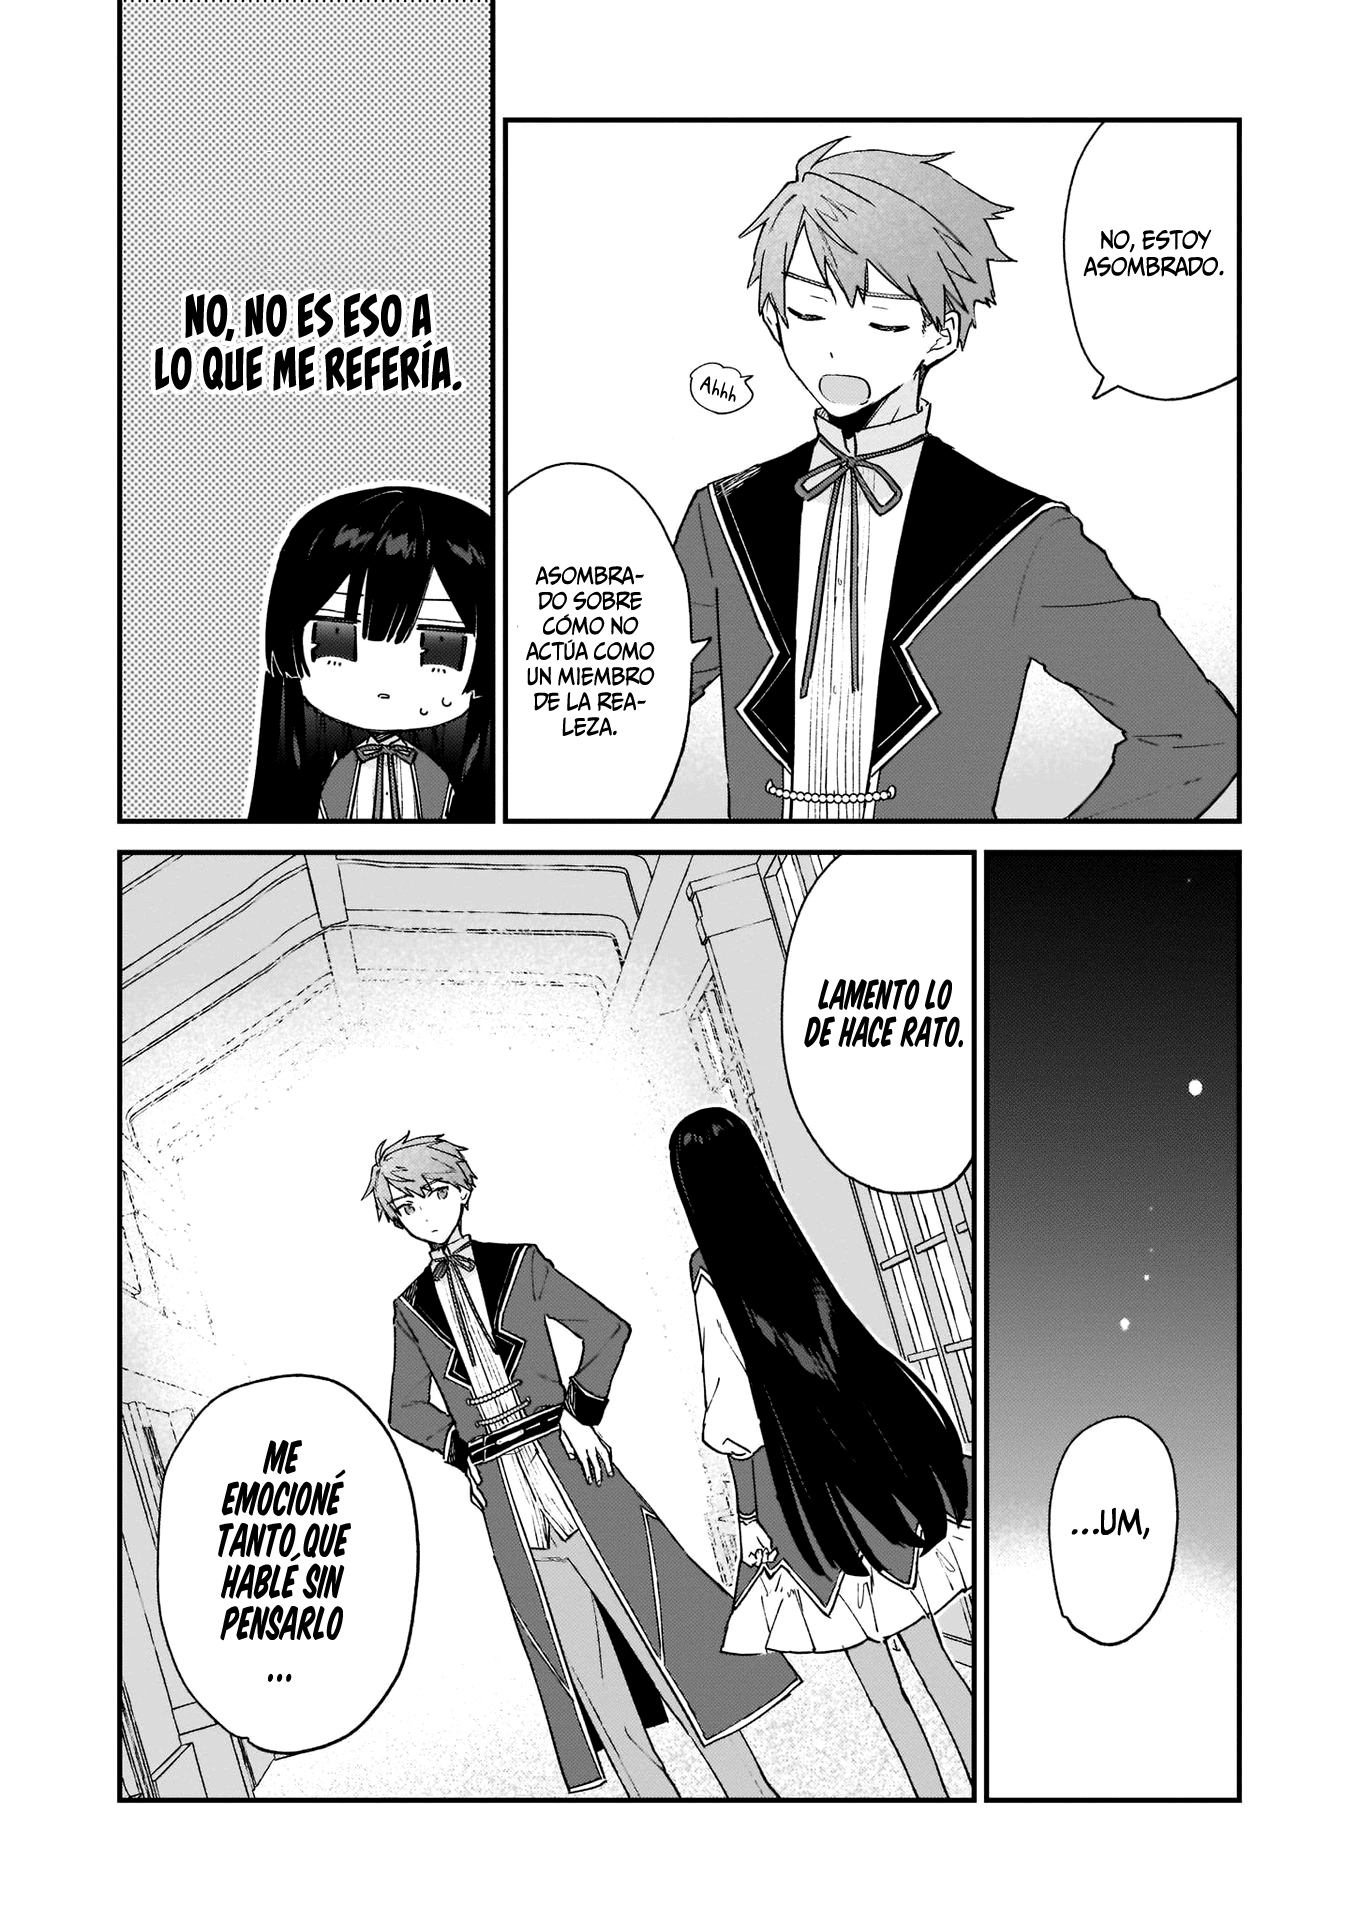 NO, ESTOY
ASOMBRADO.
Ahhh
ASOMBRA-
DO SOBRE
CÓMO NO
ACTÚA COMO
UN MIEMBRO
DE LA REA-
LEZA.
NO, NO ES ESO A
LO QUE ME REFERÍA.
...UM,
LAMENTO LO
DE HACE RATO.
ME
EMOCIONÉ
TANTO QUE
HABLÉ SIN
PENSARLO
...